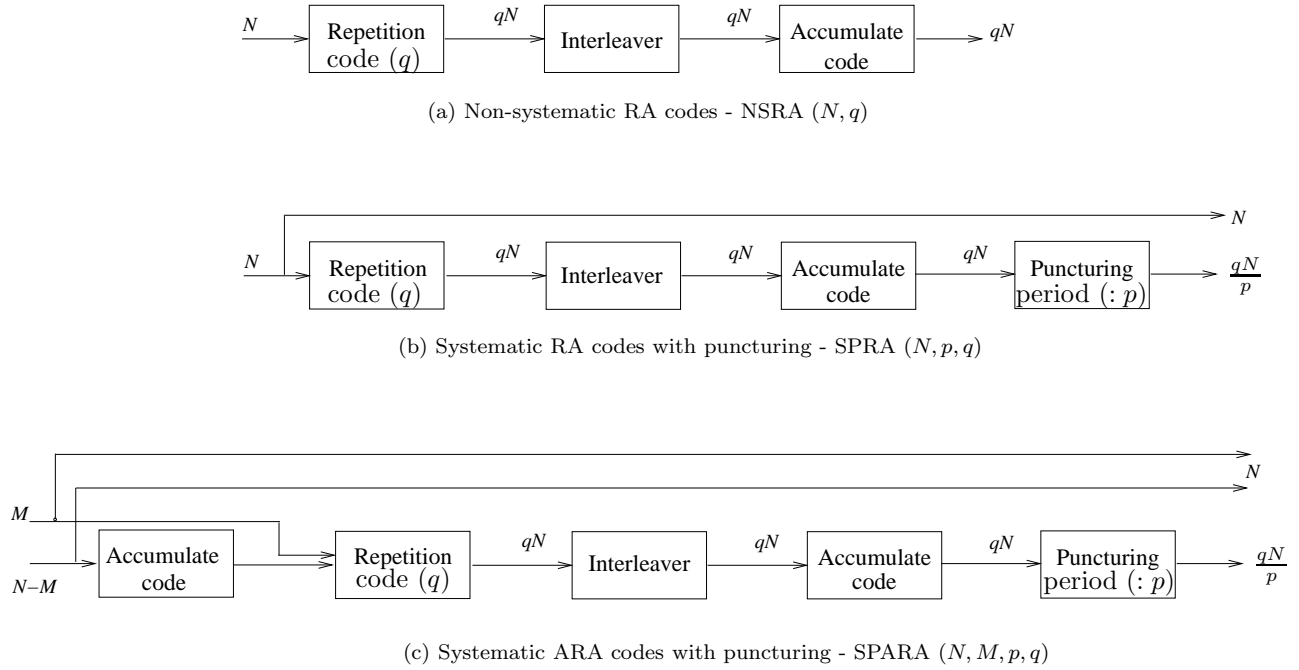 N
Repetition
code (q)
qN
Interleaver
qN
Accumulate
code
qN
(a) Non-systematic RA codes - NSRA (N, q)
N
N
Repetition
code (q)
qN
Interleaver
qN
Accumulate
code
qN
Puncturing
period (: p)
qN
p
(b) Systematic RA codes with puncturing - SPRA (N, p, q)
N
M
N−M
Accumulate
code
Repetition
code (q)
qN
Interleaver
qN
Accumulate
code
qN
Puncturing
period (: p)
qN
p
(c) Systematic ARA codes with puncturing - SPARA (N, M, p, q)